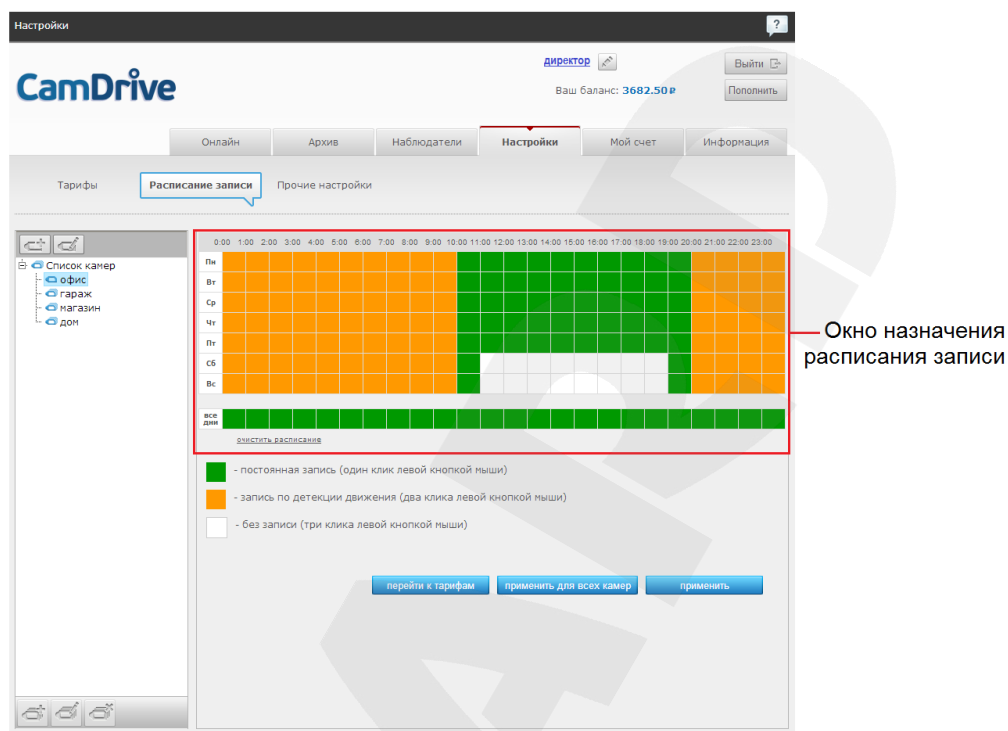 Настройки
?
CamDrive
директор
Выйти
Ваш баланс: 3682.50₽
Пополнить
Онлайн Архив Наблюдатели Настройки Мой счет Информация
Тарифы Расписание записи Прочие настройки
0:00 1:00 2:00 3:00 4:00 5:00 6:00 7:00 8:00 9:00 10:00 11:00 12:00 13:00 14:00 15:00 16:00 17:00 18:00 19:00 20:00 21:00 22:00 23:00
Список камер
офис
гараж
магазин
дом
Пн
Вт
Ср
Чт
Пт
Сб
Вс
все
дни
очистить расписание
Окно назначения
расписания записи
- постоянная запись (один клик левой кнопкой мыши)
- запись по детекции движения (два клика левой кнопкой мыши)
- без записи (три клика левой кнопкой мыши)
перейти к тарифам применить для всех камер применить